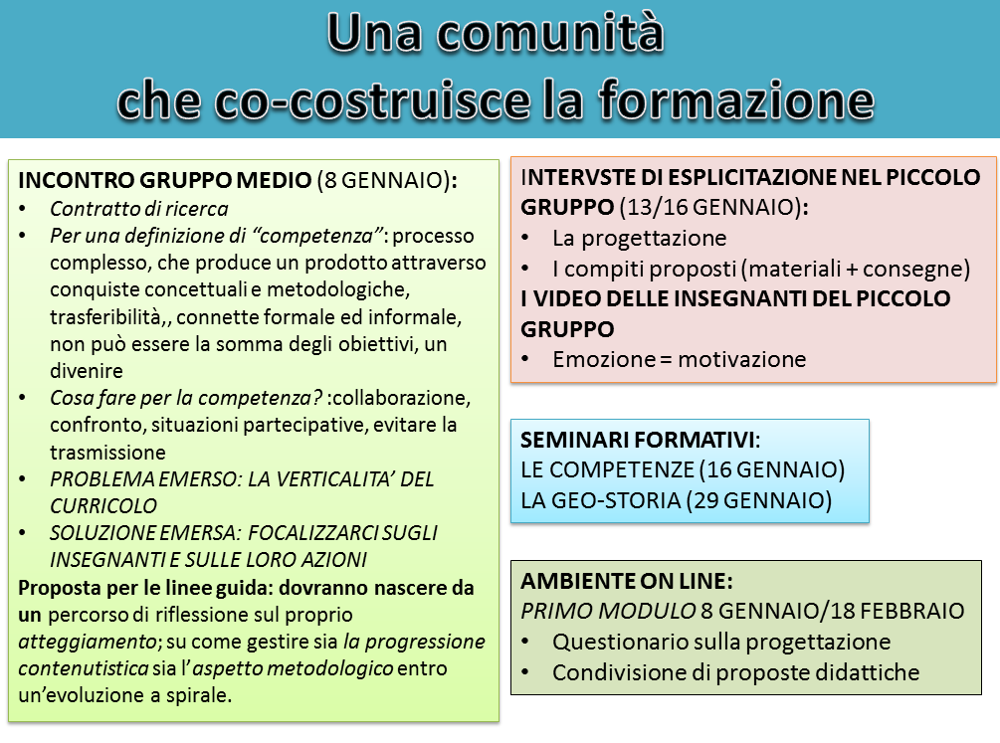 Una comunità
che co-costruisce la formazione
INCONTRO GRUPPO MEDIO (8 GENNAIO):
• Contratto di ricerca
• Per una definizione di “competenza”: processo
complesso, che produce un prodotto attraverso
conquiste concettuali e metodologiche,
trasferibilità,, connette formale ed informale,
non può essere la somma degli obiettivi, un
divenire
• Cosa fare per la competenza? :collaborazione,
confronto, situazioni partecipative, evitare la
trasmissione
• PROBLEMA EMERSO: LA VERTICALITA’ DEL
CURRICOLO
• SOLUZIONE EMERSA: FOCALIZZARCI SUGLI
INSEGNANTI E SULLE LORO AZIONI
Proposta per le linee guida: dovranno nascere da
un percorso di riflessione sul proprio
atteggiamento; su come gestire sia la progressione
contenutistica sia l’aspetto metodologico entro
un’evoluzione a spirale.
INTERVSTE DI ESPLICITAZIONE NEL PICCOLO
GRUPPO (13/16 GENNAIO):
• La progettazione
• I compiti proposti (materiali + consegne)
I VIDEO DELLE INSEGNANTI DEL PICCOLO
GRUPPO
• Emozione = motivazione
SEMINARI FORMATIVI:
LE COMPETENZE (16 GENNAIO)
LA GEO-STORIA (29 GENNAIO)
AMBIENTE ON LINE:
PRIMO MODULO 8 GENNAIO/18 FEBBRAIO
• Questionario sulla progettazione
• Condivisione di proposte didattiche